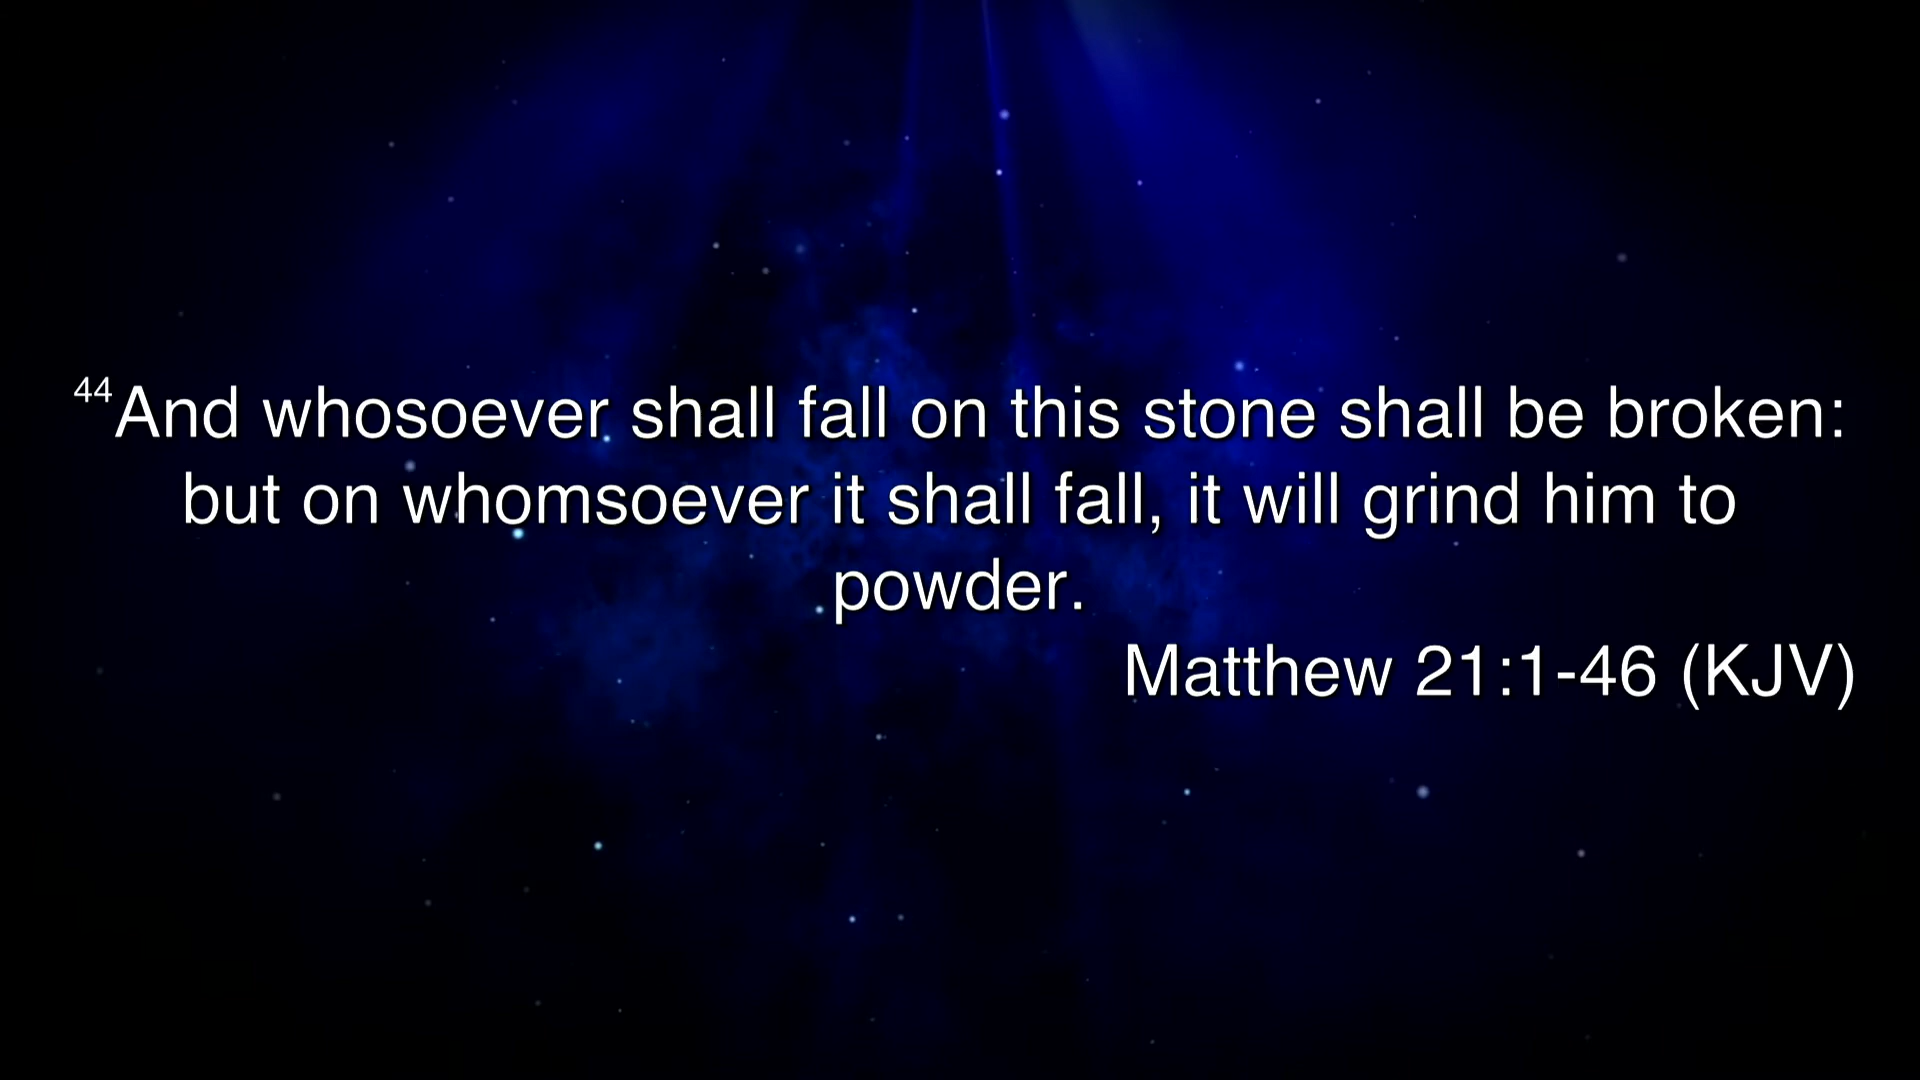 44And whosoever shall fall on this stone shall be broken:
but on whomsoever it shall fall, it will grind him to
powder.
Matthew 21:1-46 (KJV)